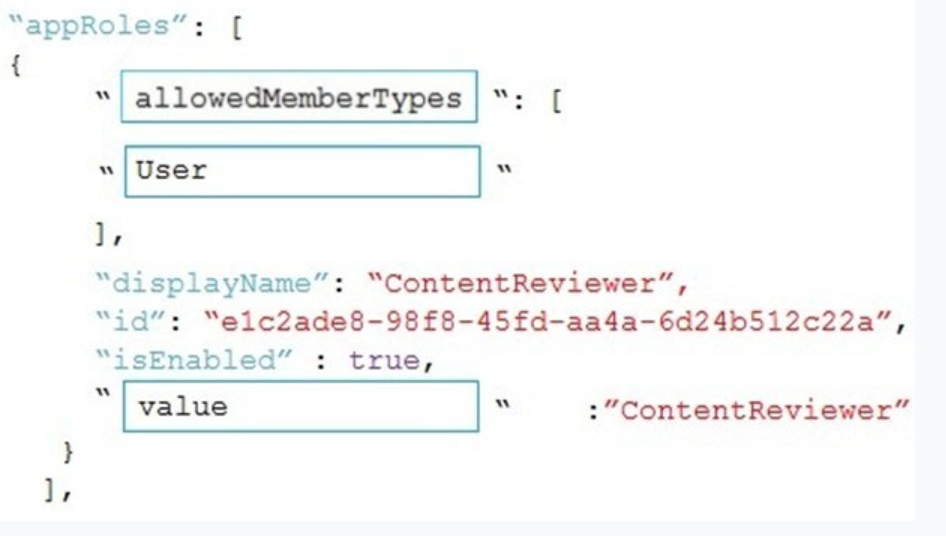 “appRoles”: [
{
“ allowedMemberTypes “: [
“ User “
],
“displayName”: “ContentReviewer”,
“id”: “e1c2ade8-98f8-45fd-aa4a-6d24b512c22a”,
“isEnabled” : true,
“ value “ :”ContentReviewer”
}
],